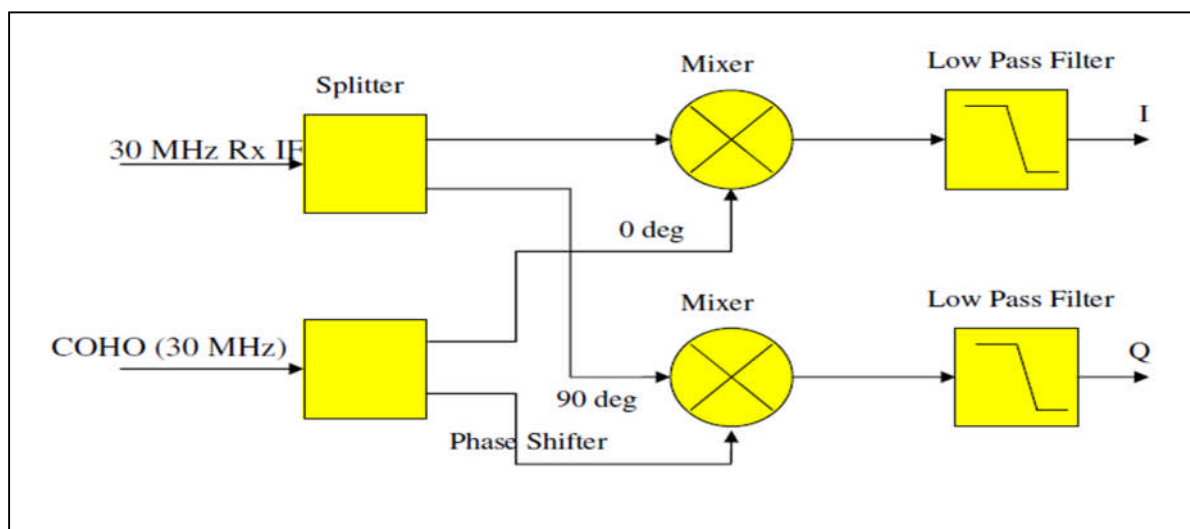 Mixer
Low Pass Filter
Splitter
I
30 MHz Rx IF
0 deg
Mixer
Low Pass Filter
COHO (30 MHz)
Q
90 deg
Phase Shifter